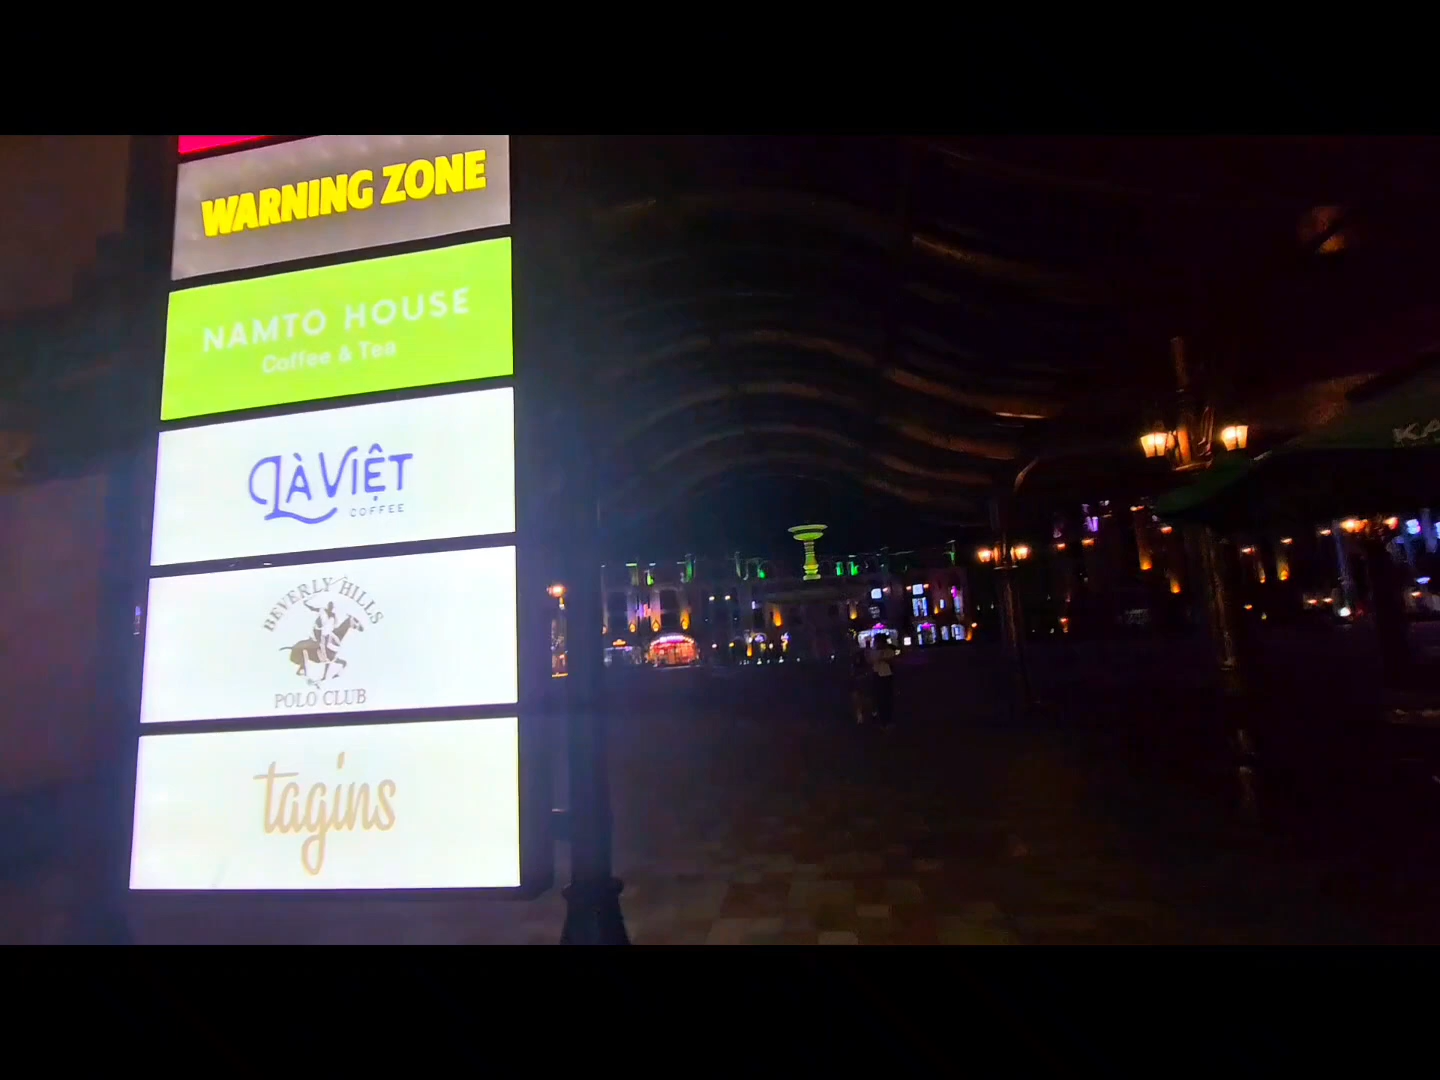 WARNING ZONE
NAMTO HOUSE
Coffee & Tea
LÀ VIỆT
COFFEE
BEVERLY HILLS
POLO CLUB
tagins